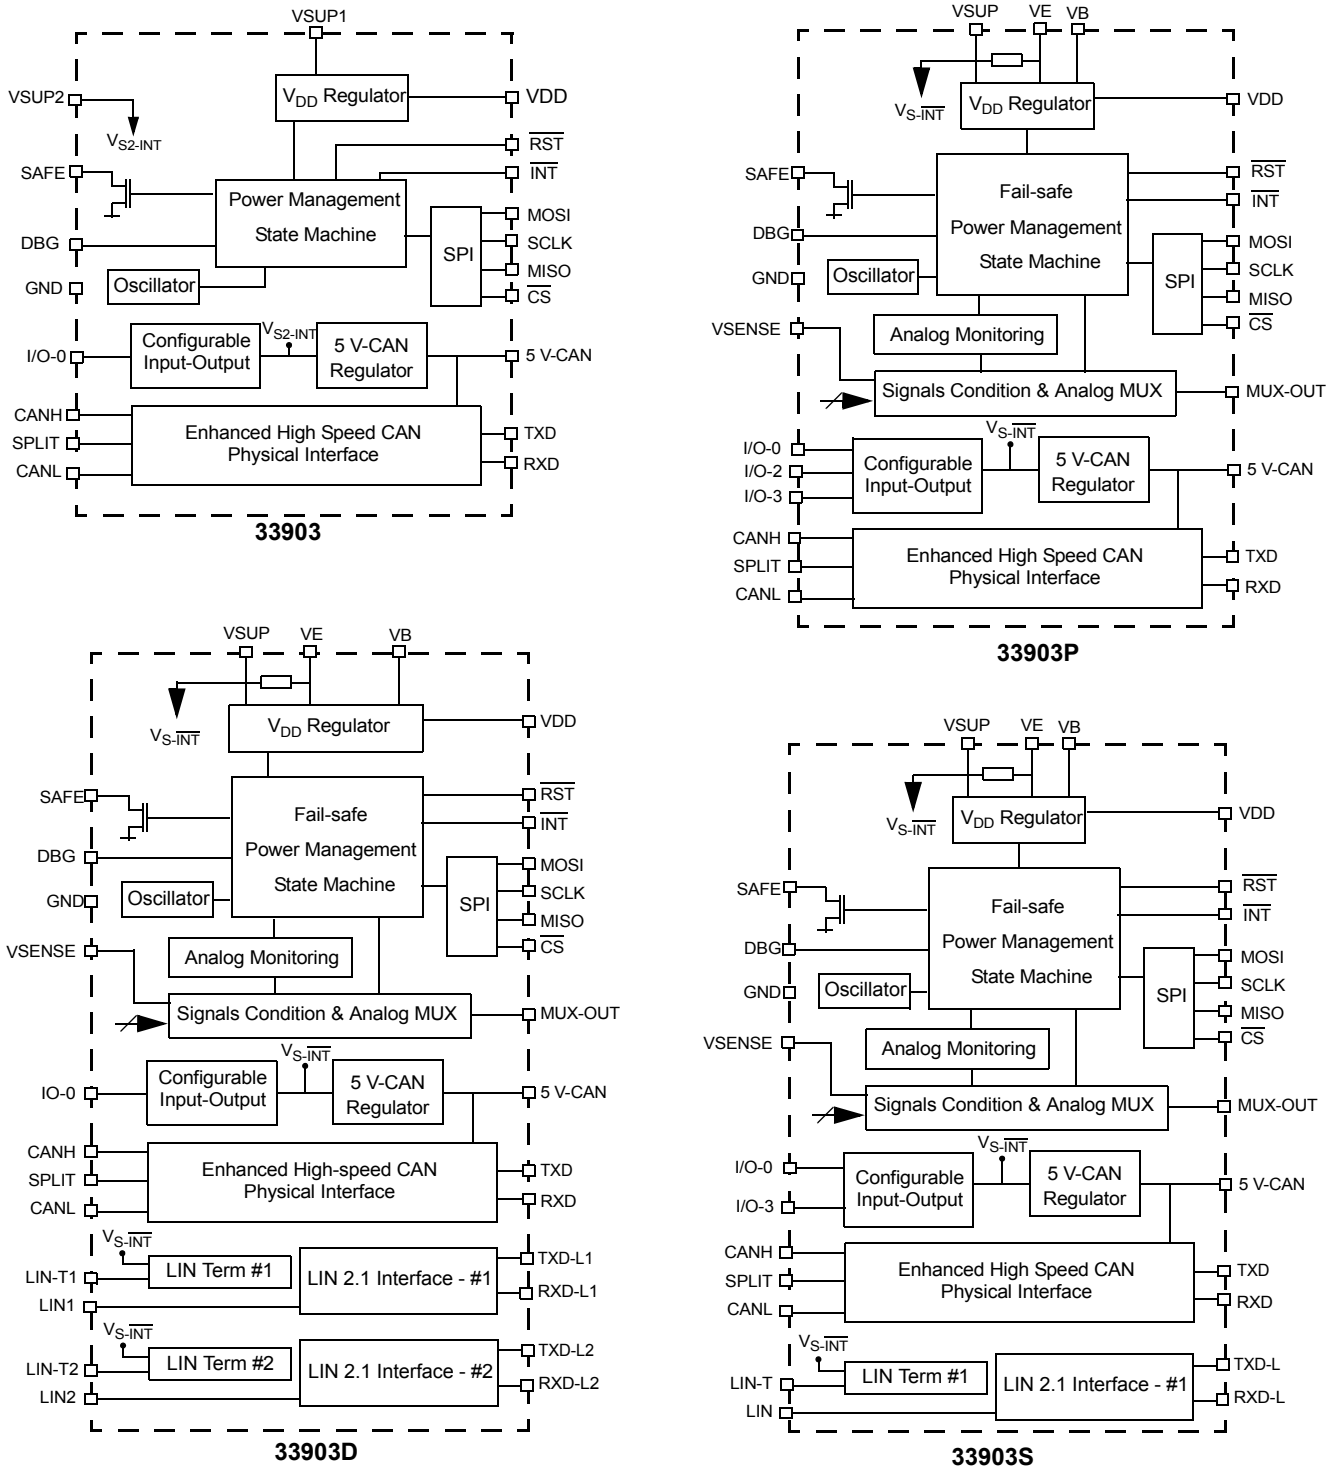 VSUP1
VSUP2
VS2-INT
VDD Regulator
VDD
RST
INT
SAFE
Power Management
State Machine
DBG
SPI
MOSI
SCLK
MISO
CS
GND
Oscillator
I/O-0
Configurable
Input-Output
VS2-INT
5 V-CAN
Regulator
5 V-CAN
CANH
SPLIT
CANL
Enhanced High Speed CAN
Physical Interface
TXD
RXD
33903
VSUP
VE
VB
VS-INT
VDD Regulator
VDD
SAFE
Fail-safe
Power Management
State Machine
RST
INT
DBG
GND
Oscillator
SPI
MOSI
SCLK
MISO
CS
VSENSE
Analog Monitoring
Signals Condition & Analog MUX
MUX-OUT
I/O-0
I/O-2
I/O-3
Configurable
Input-Output
VS-INT
5 V-CAN
Regulator
5 V-CAN
CANH
SPLIT
CANL
Enhanced High Speed CAN
Physical Interface
TXD
RXD
33903P
VSUP
VE
VB
VS-INT
VDD Regulator
VDD
SAFE
Fail-safe
Power Management
State Machine
RST
INT
DBG
GND
Oscillator
SPI
MOSI
SCLK
MISO
CS
VSENSE
Analog Monitoring
Signals Condition & Analog MUX
MUX-OUT
IO-0
Configurable
Input-Output
VS-INT
5 V-CAN
Regulator
5 V-CAN
CANH
SPLIT
CANL
Enhanced High-speed CAN
Physical Interface
TXD
RXD
VS-INT
LIN-T1
LIN Term #1
LIN1
LIN 2.1 Interface - #1
TXD-L1
RXD-L1
VS-INT
LIN-T2
LIN Term #2
LIN2
LIN 2.1 Interface - #2
TXD-L2
RXD-L2
33903D
VSUP
VE
VB
VS-INT
VDD Regulator
VDD
SAFE
Fail-safe
Power Management
State Machine
RST
INT
DBG
GND
Oscillator
SPI
MOSI
SCLK
MISO
CS
VSENSE
Analog Monitoring
Signals Condition & Analog MUX
MUX-OUT
I/O-0
I/O-3
Configurable
Input-Output
VS-INT
5 V-CAN
Regulator
5 V-CAN
CANH
SPLIT
CANL
Enhanced High Speed CAN
Physical Interface
TXD
RXD
VS-INT
LIN-T
LIN Term #1
LIN
LIN 2.1 Interface - #1
TXD-L
RXD-L
33903S